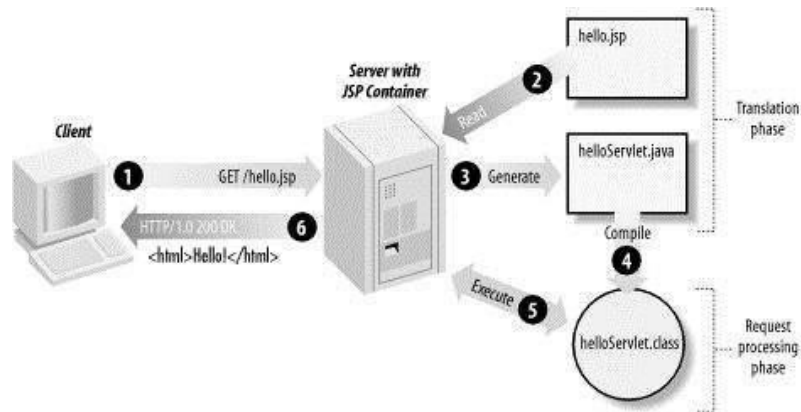 Client
Server with
JSP Container
1
GET /hello.jsp
HTTP/1.0 200 OK
6
<html>Hello!</html>
2
Read
hello.jsp
3
Generate
helloServlet.java
Compile
4
Execute
5
helloServlet.class
Translation
phase
Request
processing
phase